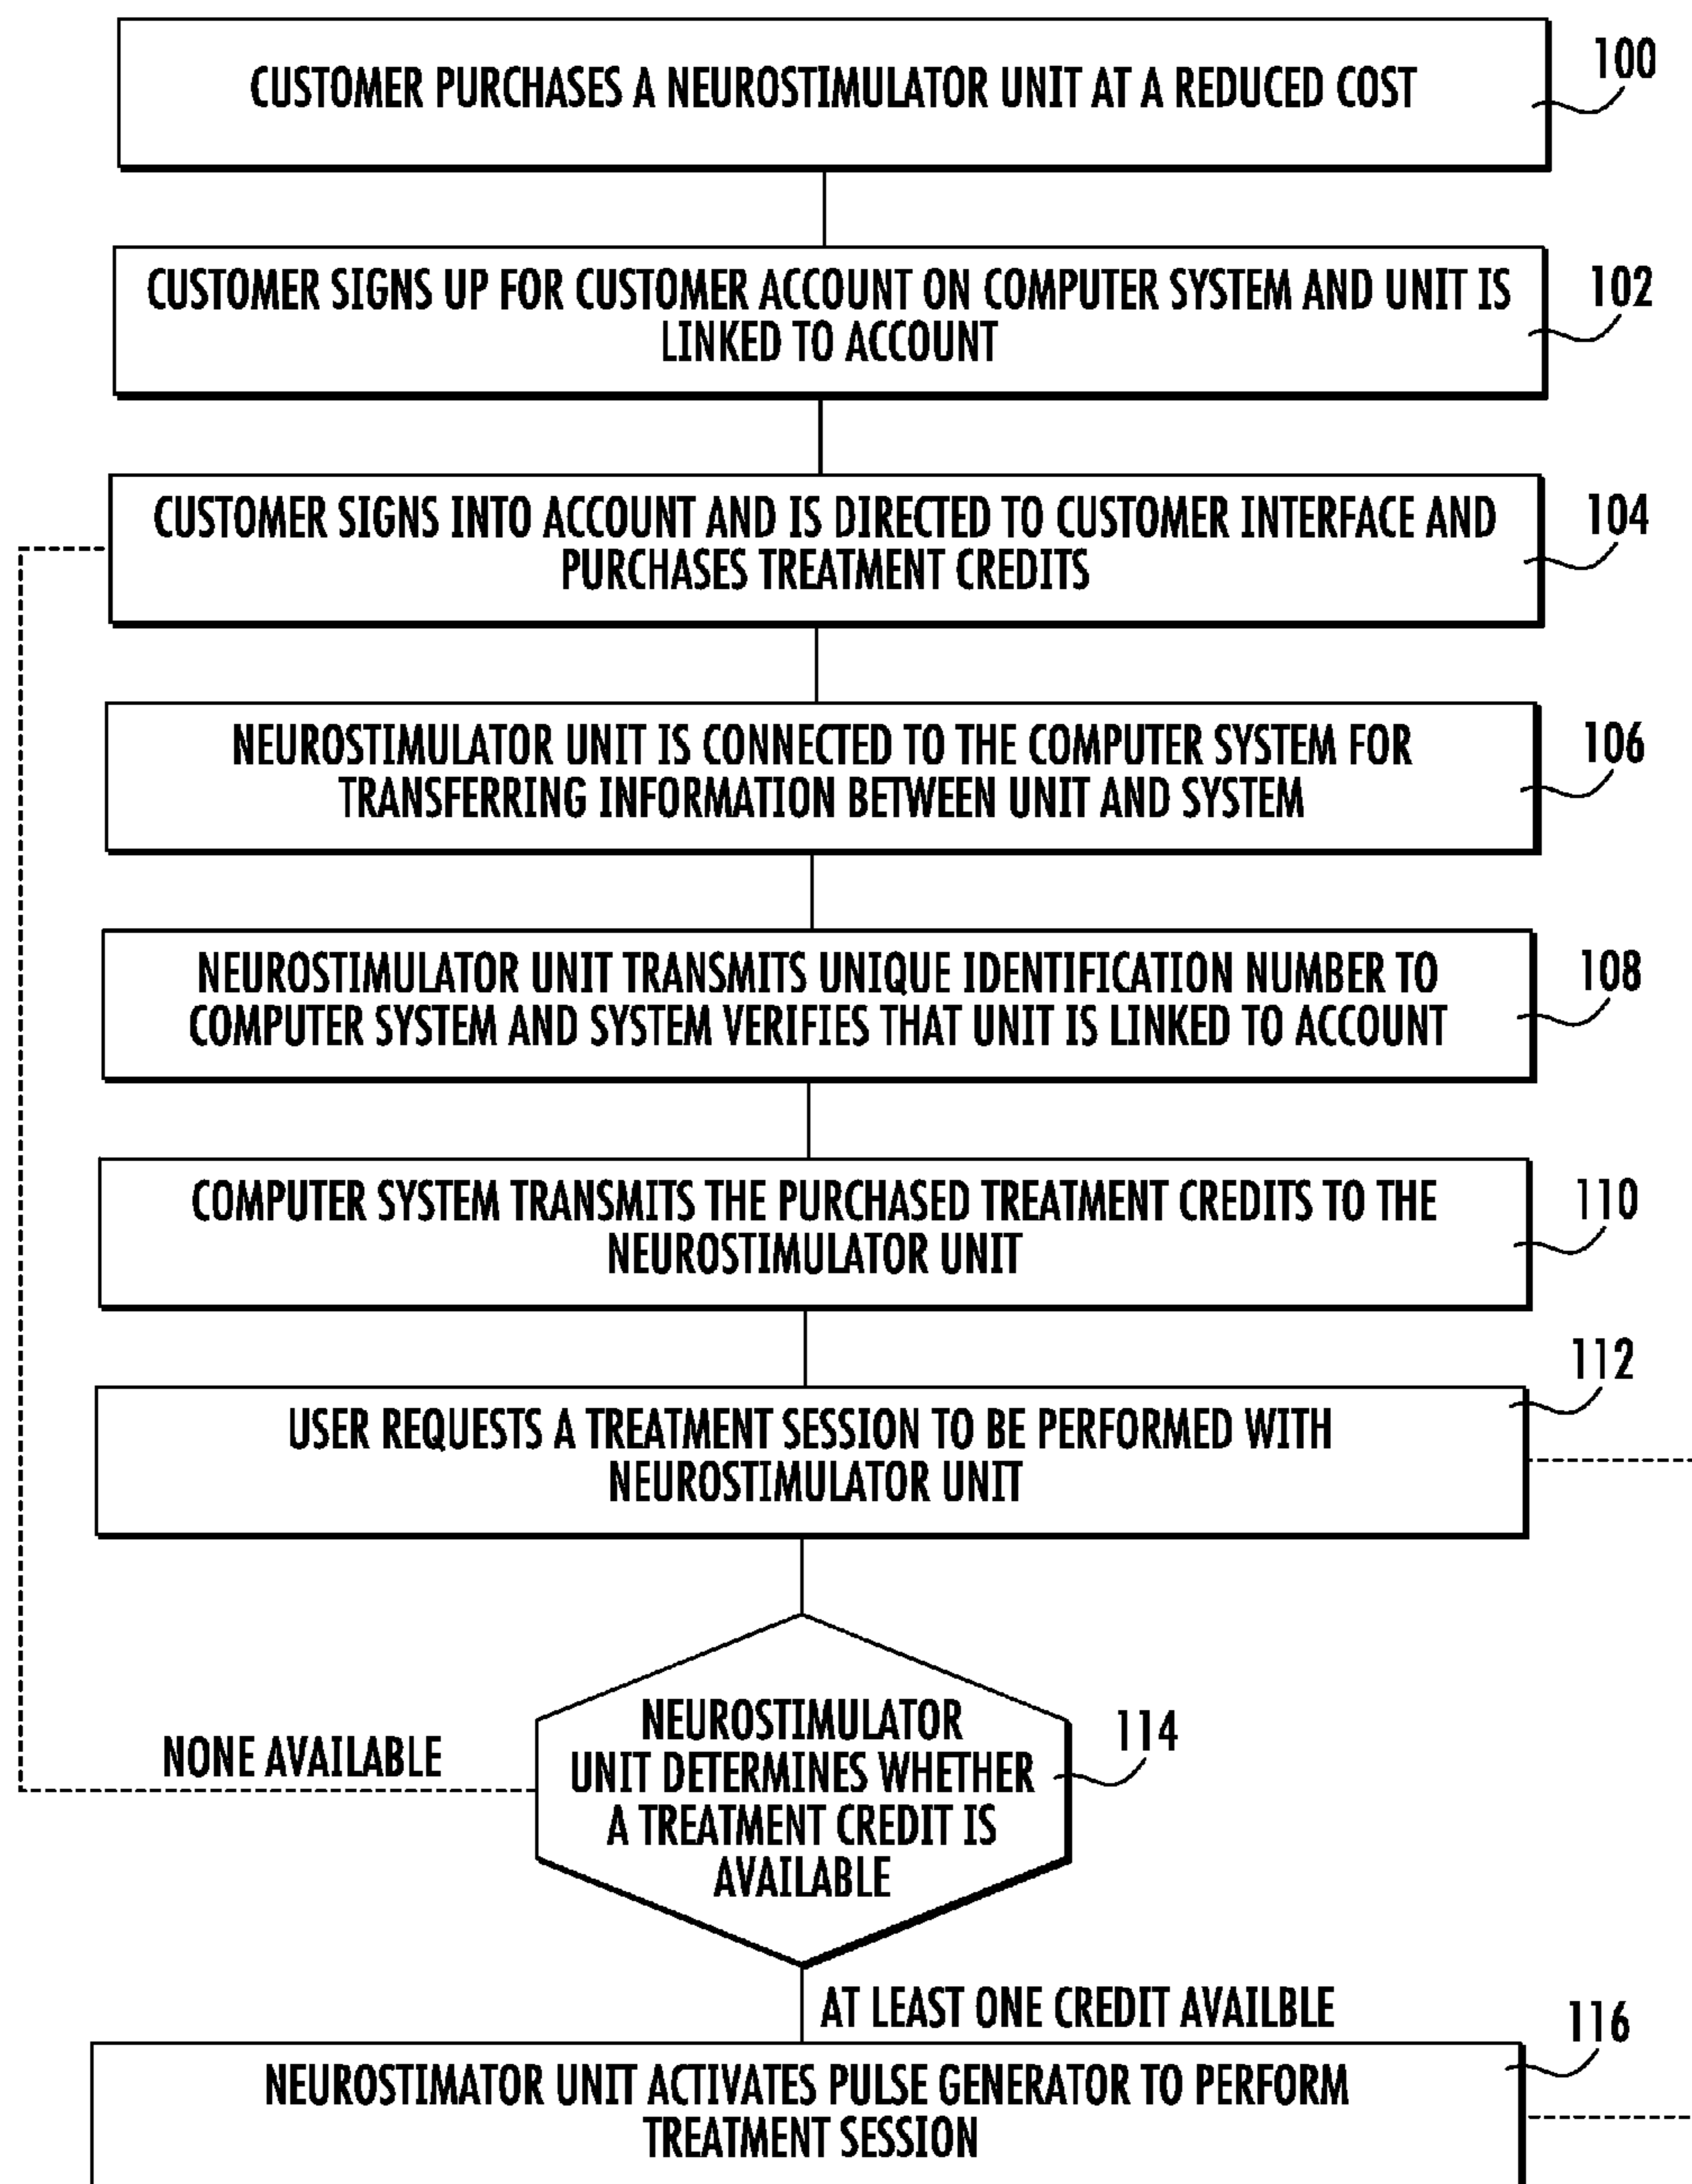 CUSTOMER PURCHASES A NEUROSTIMULATOR UNIT AT A REDUCED COST
100
CUSTOMER SIGNS UP FOR CUSTOMER ACCOUNT ON COMPUTER SYSTEM AND UNIT IS
LINKED TO ACCOUNT
102
CUSTOMER SIGNS INTO ACCOUNT AND IS DIRECTED TO CUSTOMER INTERFACE AND
PURCHASES TREATMENT CREDITS
104
NEUROSTIMULATOR UNIT IS CONNECTED TO THE COMPUTER SYSTEM FOR
TRANSFERRING INFORMATION BETWEEN UNIT AND SYSTEM
106
NEUROSTIMULATOR UNIT TRANSMITS UNIQUE IDENTIFICATION NUMBER TO
COMPUTER SYSTEM AND SYSTEM VERIFIES THAT UNIT IS LINKED TO ACCOUNT
108
COMPUTER SYSTEM TRANSMITS THE PURCHASED TREATMENT CREDITS TO THE
NEUROSTIMULATOR UNIT
110
USER REQUESTS A TREATMENT SESSION TO BE PERFORMED WITH
NEUROSTIMULATOR UNIT
112
NEUROSTIMULATOR
UNIT DETERMINES WHETHER
A TREATMENT CREDIT IS
AVAILABLE
114
NONE AVAILABLE
AT LEAST ONE CREDIT AVAILBLE
NEUROSTIMATOR UNIT ACTIVATES PULSE GENERATOR TO PERFORM
TREATMENT SESSION
116